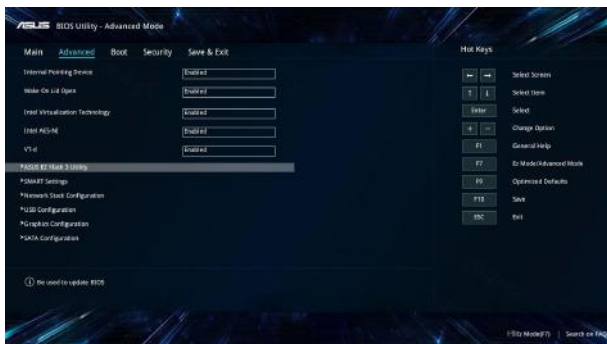 ASUS BIOS Utility - Advanced Mode
Main Advanced Boot Security Save & Exit
Hot Keys
Internal Pointing Device Enabled
Wake On Lid Open Enabled
Intel Virtualization Technology Enabled
Intel AES-NI Enabled
VT-d Enabled
ASUS EZ Flash 3 Utility
SMART Settings
Network Stack Configuration
USB Configuration
Graphics Configuration
SATA Configuration
← → Select Screen
↑ ↓ Select Item
Enter Select
+ - Change Option
F1 General Help
F7 Ez Mode/Advanced Mode
F9 Optimized Defaults
F10 Save
ESC Exit
Be used to update BIOS
Ez Mode(F7) | Search on FAQ